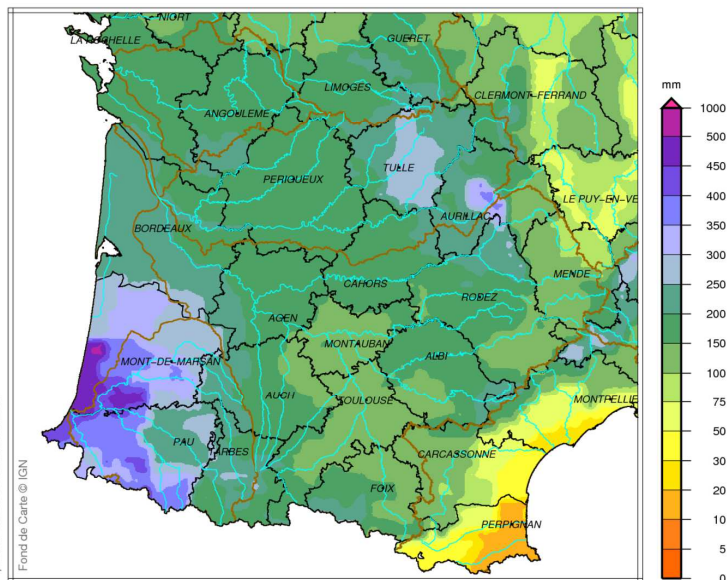 NIORT
LA ROCHELLE
GUERET
LIMOGES
CLERMONT-FERRAND
ANGOULEME
TULLE
PERIGUEUX
LE PUY-EN-VE
AURILLAC
BORDEAUX
CAHORS
MENDE
RODEZ
AGEN
MONTAUBAN
ALBI
MONT-DE-MARSAN
AUCH
TOULOUSE
MONTPELLIE
PAU
TARBES
CARCASSONNE
FOIX
PERPIGNAN
Fond de Carte © IGN
mm
1000
500
450
400
350
300
250
200
150
100
75
50
30
20
10
5
0